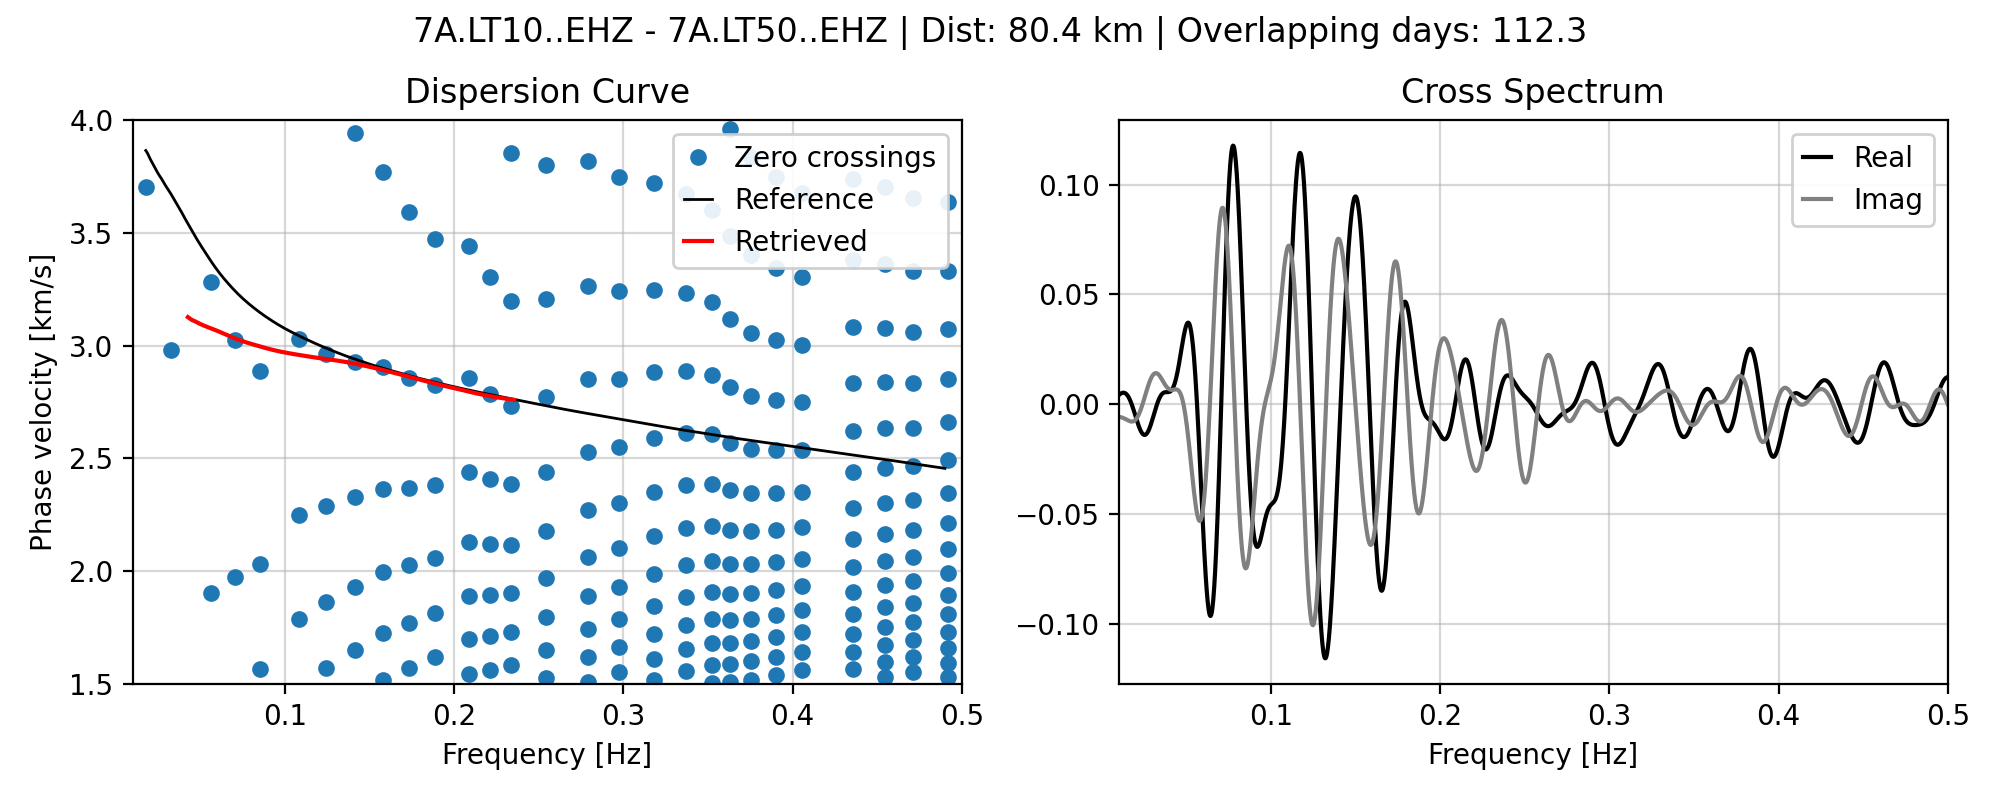 7A.LT10..EHZ - 7A.LT50..EHZ | Dist: 80.4 km | Overlapping days: 112.3
Dispersion Curve
Phase velocity [km/s]
4.0
3.5
3.0
2.5
2.0
1.5
0.1 0.2 0.3 0.4 0.5
Frequency [Hz]
Zero crossings
Reference
Retrieved
Cross Spectrum
0.10
0.05
0.00
−0.05
−0.10
0.1 0.2 0.3 0.4 0.5
Frequency [Hz]
Real
Imag